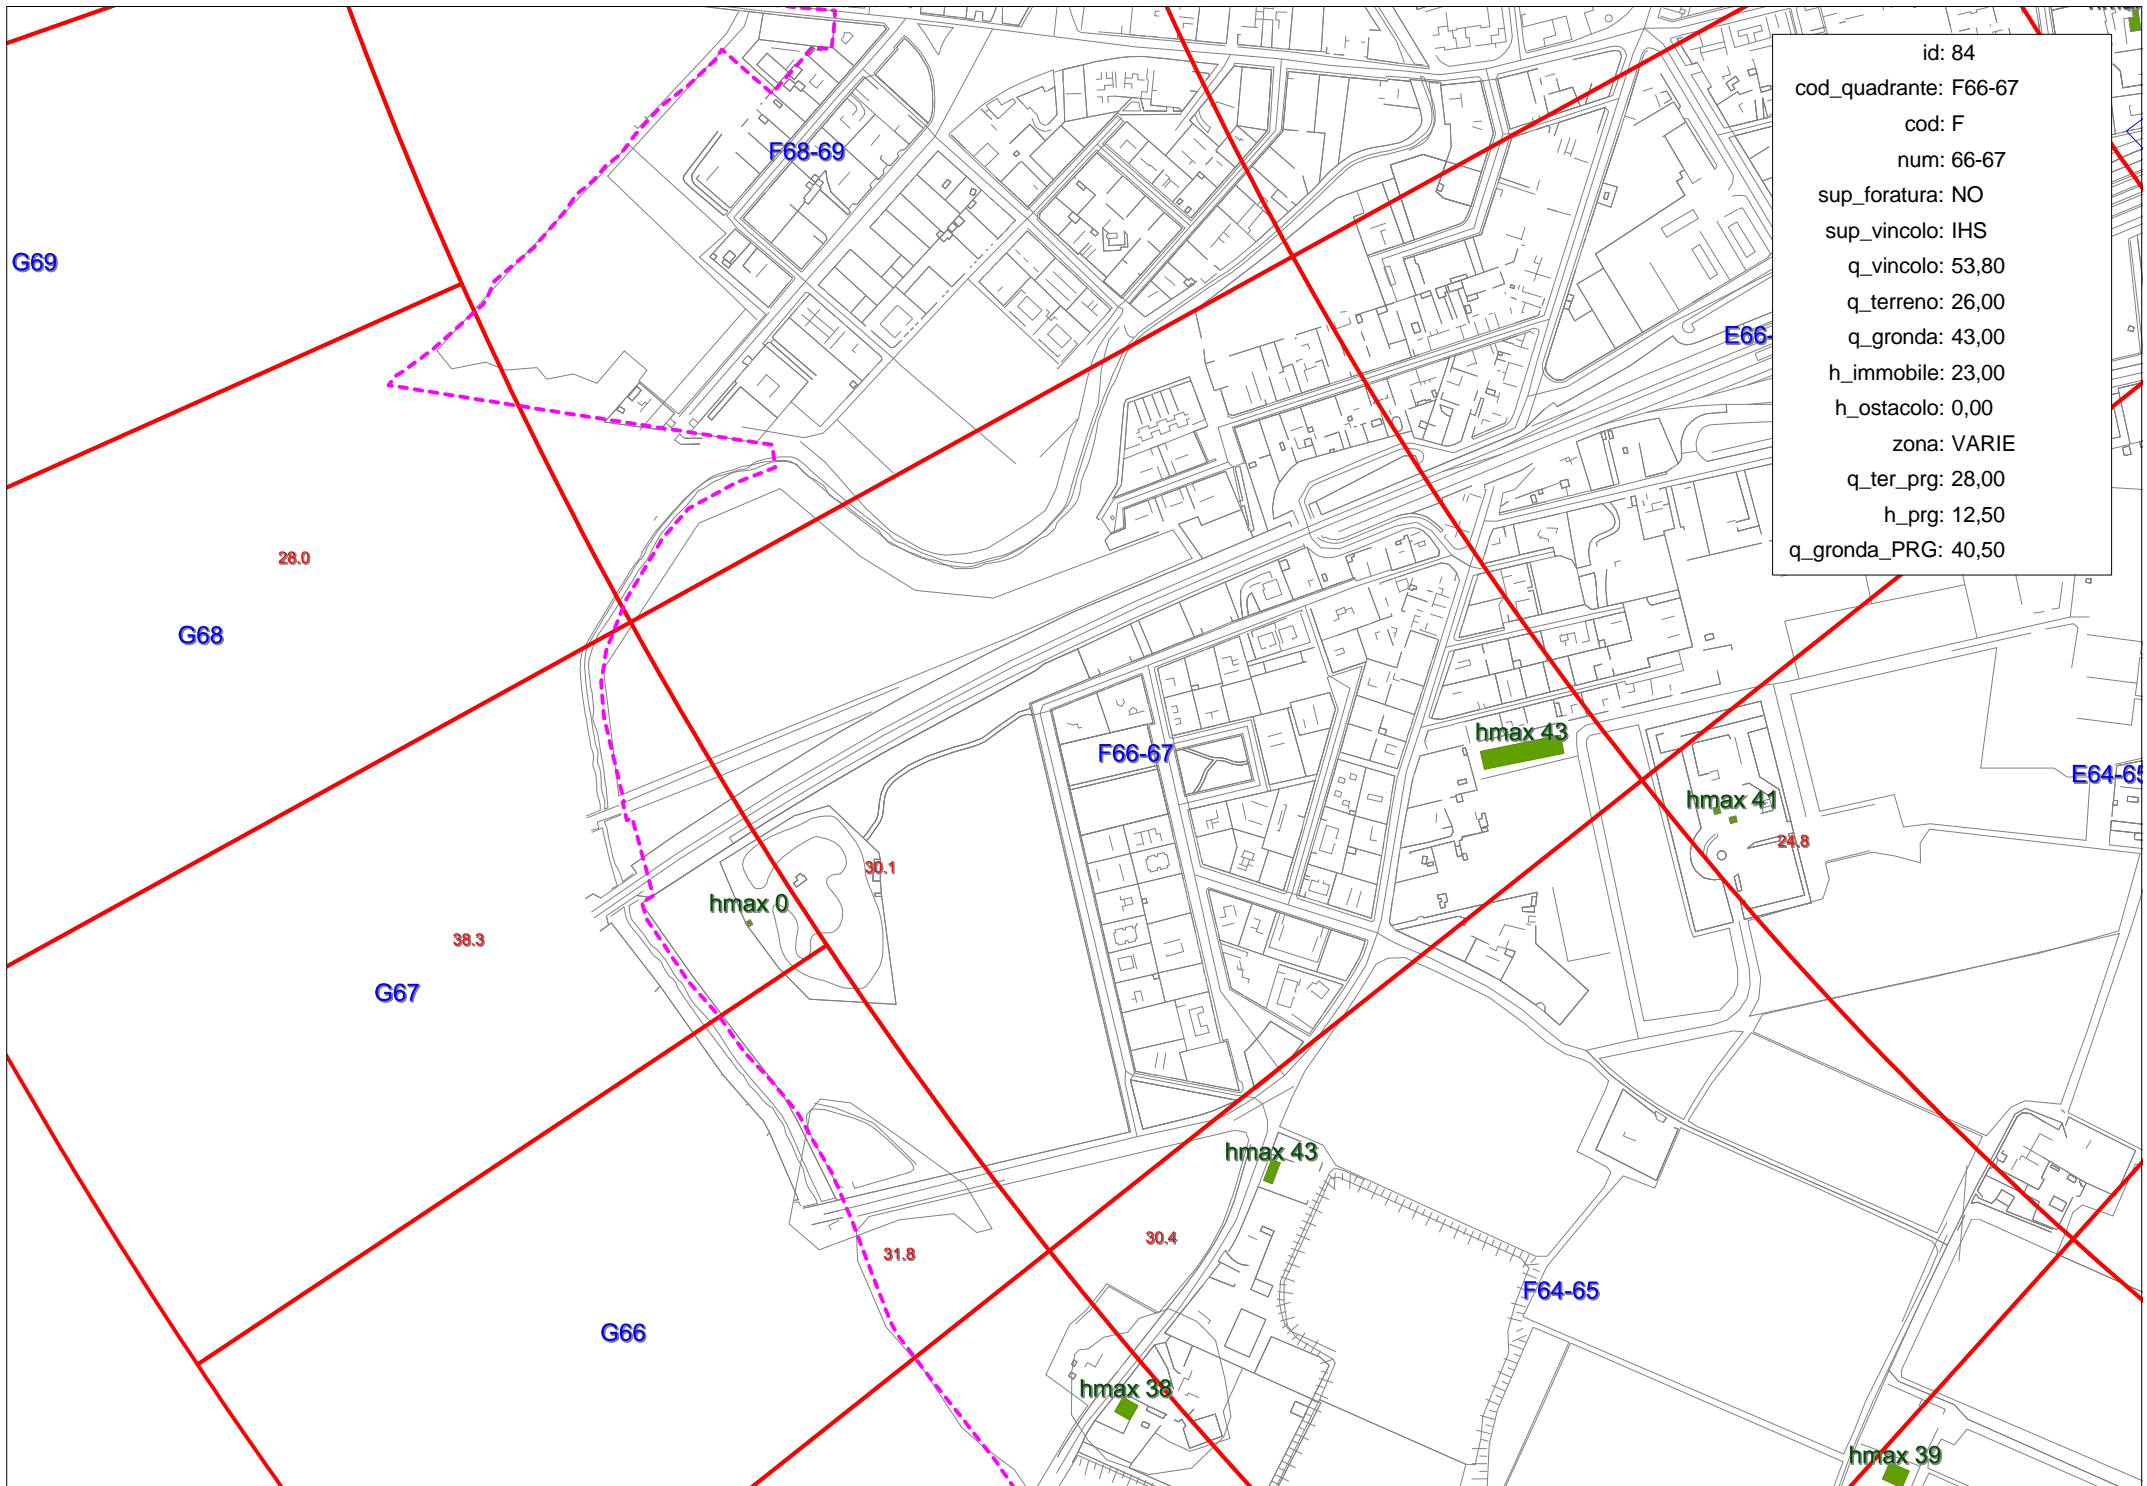 id: 84
cod_quadrante: F66-67
cod: F
num: 66-67
sup_foratura: NO
sup_vincolo: IHS
q_vincolo: 53,80
q_terreno: 26,00
q_gronda: 43,00
h_immobile: 23,00
h_ostacolo: 0,00
zona: VARIE
q_ter_prg: 28,00
h_prg: 12,50
q_gronda_PRG: 40,50
F68-69
G69
E66-
28.0
G68
hmax 43
F66-67
E64-65
hmax 41
24.8
30.1
hmax 0
38.3
G67
hmax 43
30.4
31.8
F64-65
G66
hmax 38
hmax 39